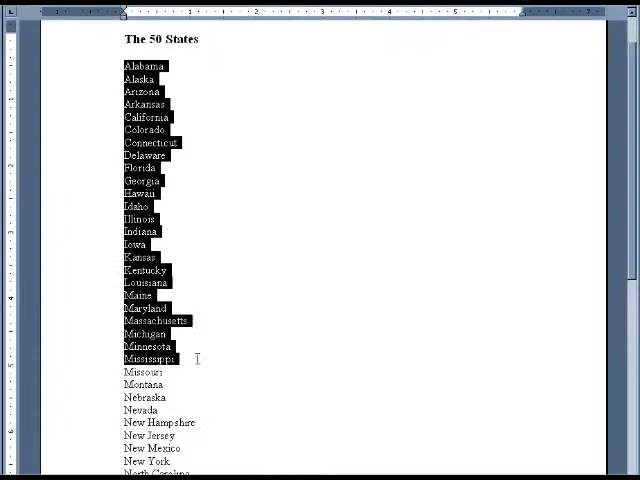 The 50 States
Alabama
Alaska
Arizona
Arkansas
California
Colorado
Connecticut
Delaware
Florida
Georgia
Hawaii
Idaho
Illinois
Indiana
Iowa
Kansas
Kentucky
Louisiana
Maine
Maryland
Massachusetts
Michigan
Minnesota
Mississippi
Missouri
Montana
Nebraska
Nevada
New Hampshire
New Jersey
New Mexico
New York
North Carolina